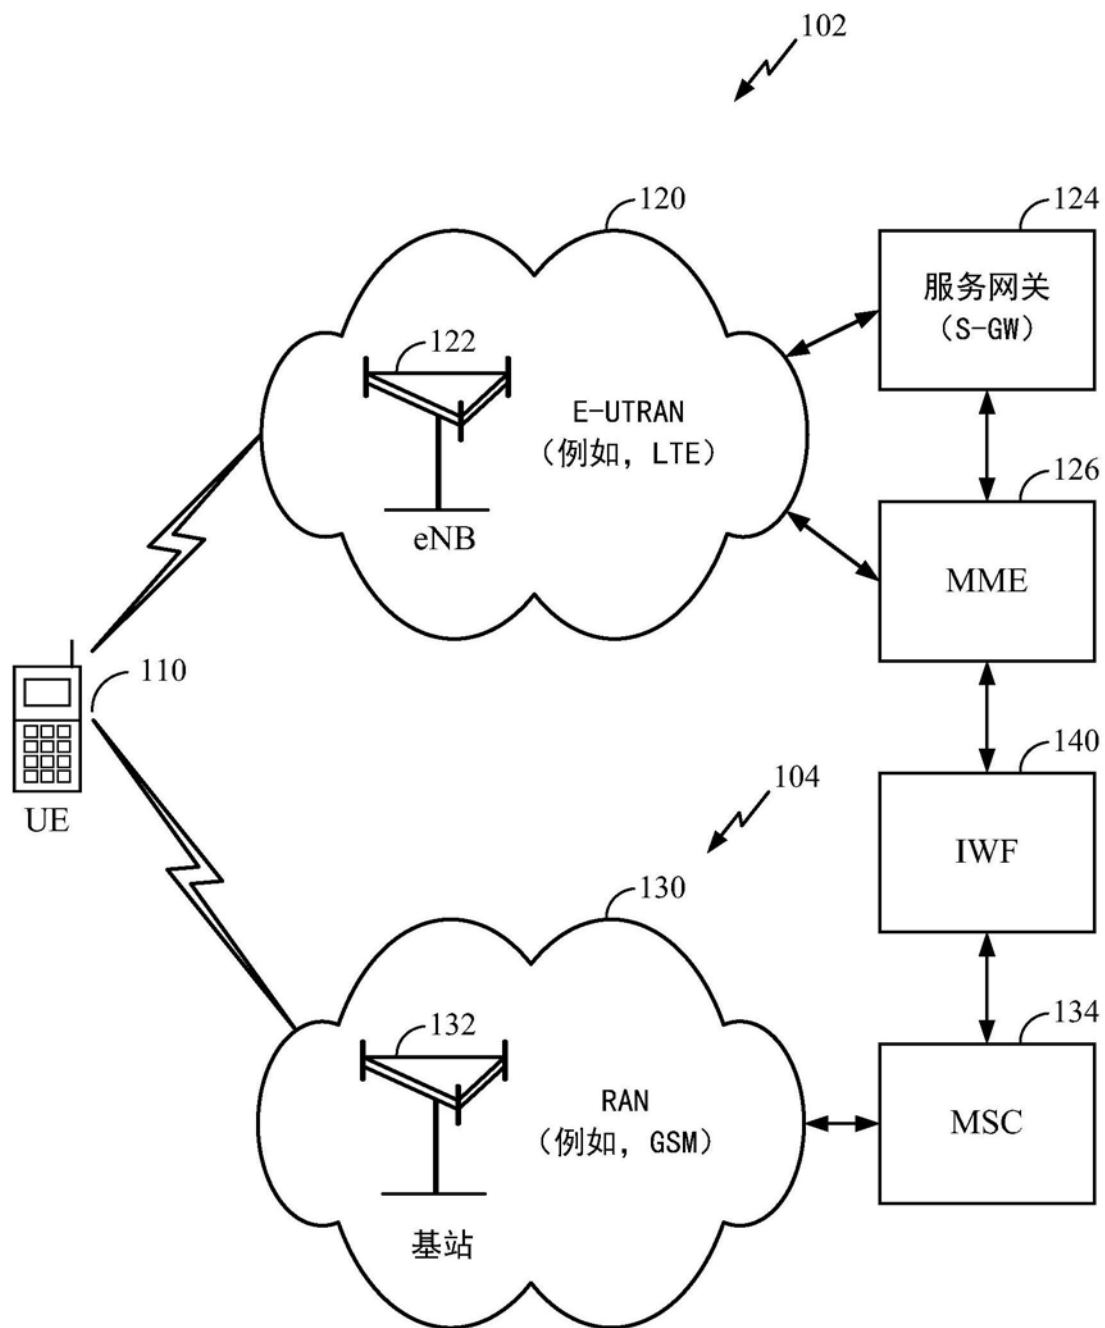 102
120
124
服务网关
（S-GW）
122
E-UTRAN
（例如，LTE）
eNB
126
MME
110
UE
140
IWF
104
130
132
RAN
（例如，GSM）
基站
134
MSC